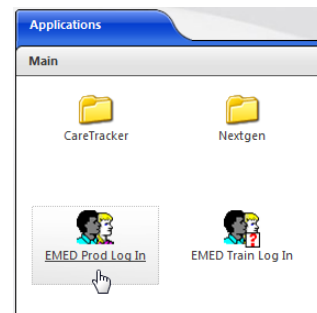 Applications
Main
CareTracker
Nextgen
EMED Prod Log In
EMED Train Log In
?